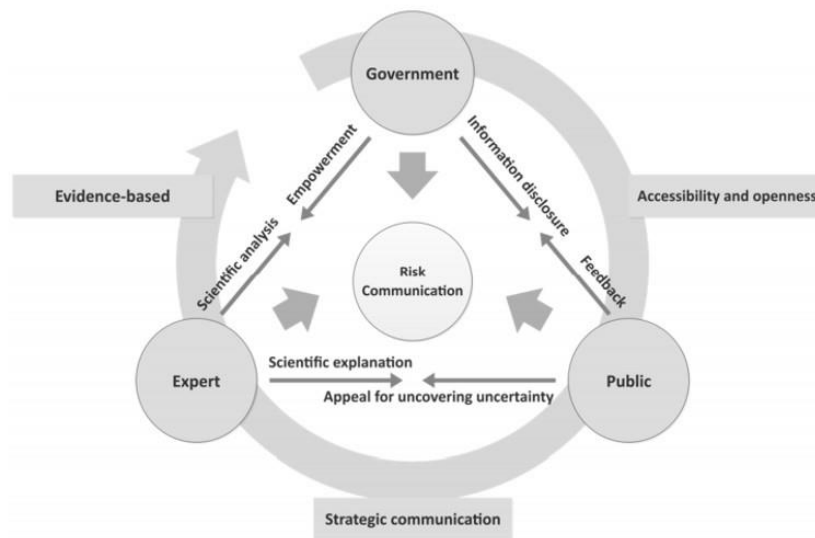 Government
Empowerment
Information disclosure
Evidence-based
Accessibility and openness
Scientific analysis
Risk
Communication
Feedback
Expert
Scientific explanation
Public
Appeal for uncovering uncertainty
Strategic communication